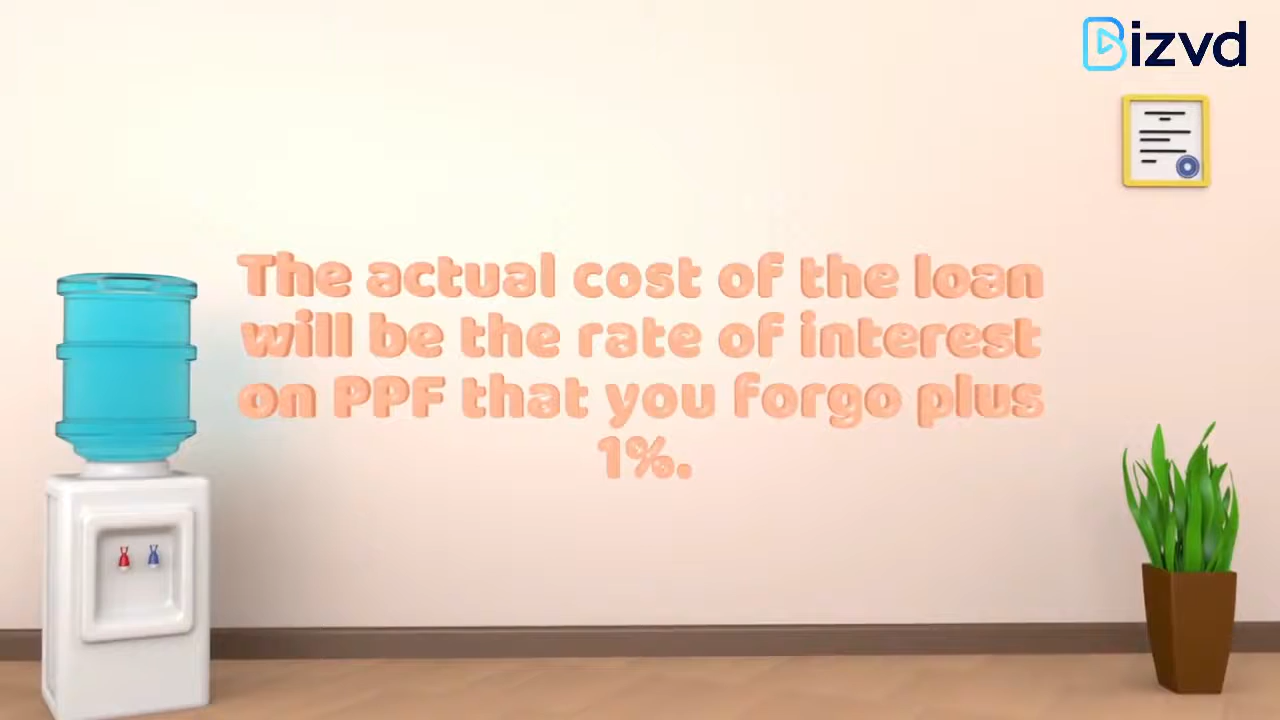 Bizvd
The actual cost of the loan
will be the rate of interest
on PPF that you forgo plus
1%.